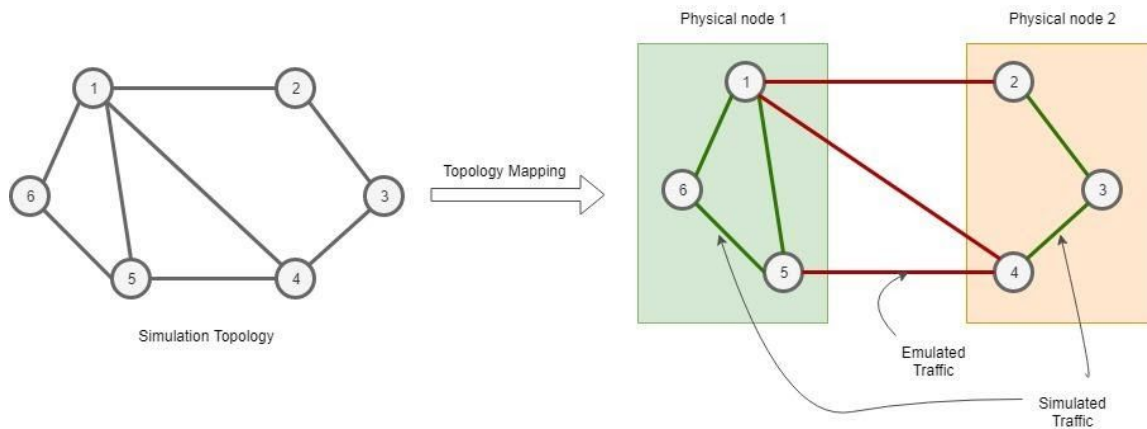 Physical node 1
Physical node 2
1
2
6
3
5
4
Simulation Topology
Topology Mapping
1
2
6
3
5
4
Emulated
Traffic
Simulated
Traffic